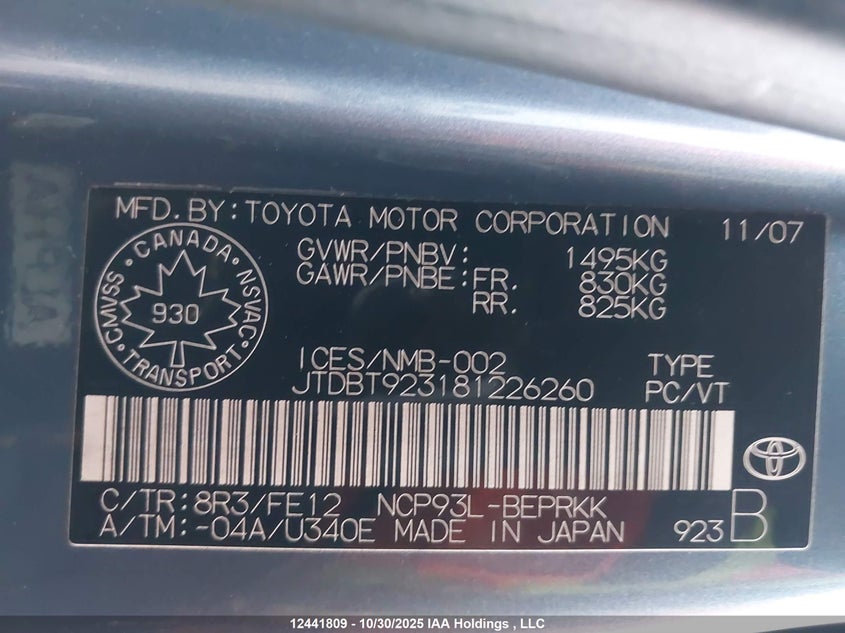 MFD.BY:TOYOTA MOTOR CORPORATION 11/07
GVWR/PNBV: 1495KG
GAWR/PNBE:FR. 830KG
RR. 825KG
CANADA
CMVSS NSVAC
930
TRANSPORT
ICES/NMB-002 TYPE
JTDBT923181226260 PC/VT
C/TR:8R3/FE12 NCP93L-BEPRKK
A/TM:-04A/U340E MADE IN JAPAN 923 B
12441809 - 10/30/2025 IAA Holdings , LLC